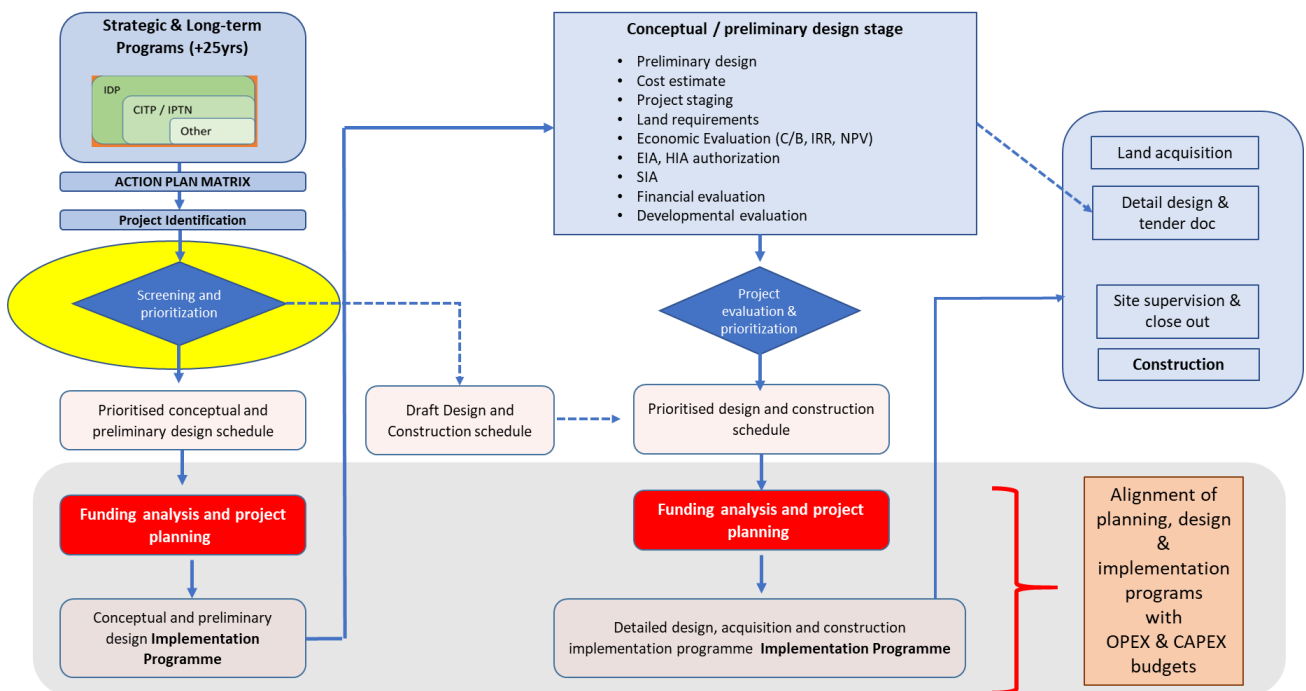 Strategic & Long-term
Programs (+25yrs)
IDP
CITP / IPTN
Other
ACTION PLAN MATRIX
Project Identification
Screening and
prioritization
Prioritised conceptual and
preliminary design schedule
Funding analysis and project
planning
Conceptual and preliminary
design Implementation
Programme
Draft Design and
Construction schedule
Conceptual / preliminary design stage
• Preliminary design
• Cost estimate
• Project staging
• Land requirements
• Economic Evaluation (C/B, IRR, NPV)
• EIA, HIA authorization
• SIA
• Financial evaluation
• Developmental evaluation
Project
evaluation &
prioritization
Prioritised design and construction
schedule
Funding analysis and project
planning
Detailed design, acquisition and construction
implementation programme Implementation Programme
Land acquisition
Detail design &
tender doc
Site supervision &
close out
Construction
Alignment of
planning, design
&
implementation
programs
with
OPEX & CAPEX
budgets